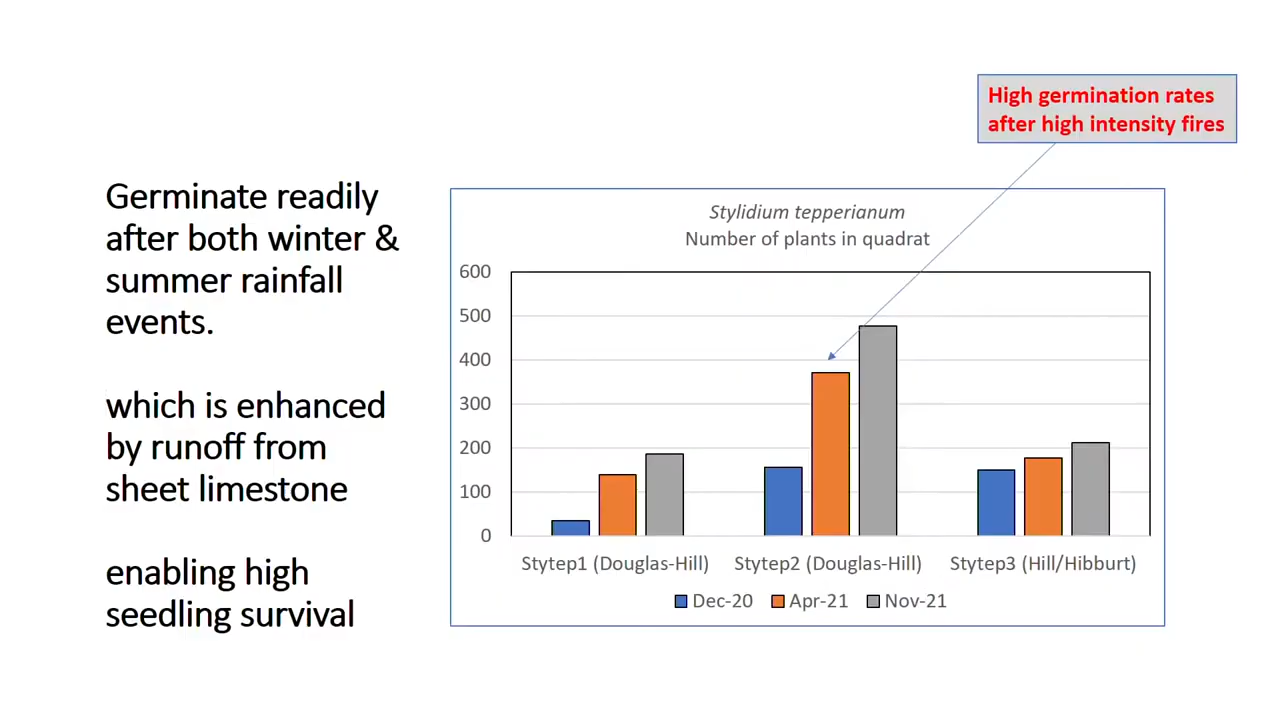 High germination rates
after high intensity fires
Germinate readily
after both winter &
summer rainfall
events.
which is enhanced
by runoff from
sheet limestone
enabling high
seedling survival
Stylidium tepperianum
Number of plants in quadrat
600
500
400
300
200
100
0
Stytep1 (Douglas-Hill) Stytep2 (Douglas-Hill) Stytep3 (Hill/Hibburt)
Dec-20 Apr-21 Nov-21